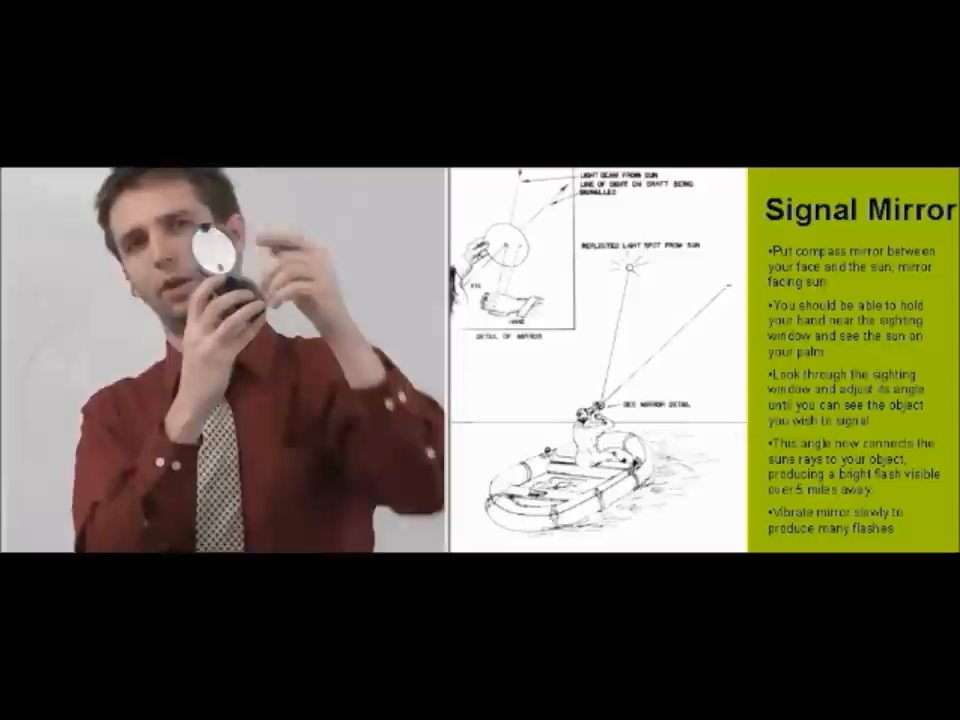 LIGHT BEAM FROM SUN
LINE OF SIGHT ON CRAFT BEING
SIGNALLED
REFLECTED LIGHT SPOT FROM SUN
EYE
HAND
DETAIL OF MIRROR
SEE MIRROR DETAIL
Signal Mirror
•Put compass mirror between
your face and the sun, mirror
facing sun
•You should be able to hold
your hand near the sighting
window and see the sun on
your palm
•Look through the sighting
window and adjust its angle
until you can see the object
you wish to signal
•This angle now connects the
suns rays to your object,
producing a bright flash visible
over 5 miles away.
•Vibrate mirror slowly to
produce many flashes